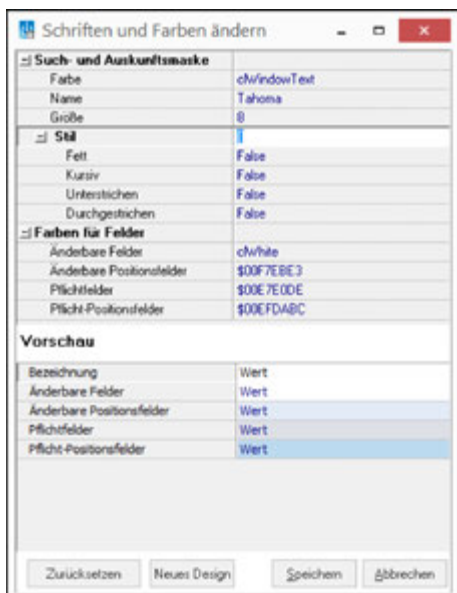 Schriften und Farben ändern
Such- und Auskunftsmaske
Farbe clWindowText
Name Tahoma
Größe 8
Stil []
Fett False
Kursiv False
Unterstrichen False
Durchgestrichen False
Farben für Felder
Änderbare Felder clWhite
Änderbare Positionsfelder $00F7EBE3
Pflichtfelder $00E7E0DE
Pflicht-Positionsfelder $00EFDABC
Vorschau
Bezeichnung Wert
Änderbare Felder Wert
Änderbare Positionsfelder Wert
Pflichtfelder Wert
Pflicht-Positionsfelder Wert
Zurücksetzen Neues Design Speichern Abbrechen